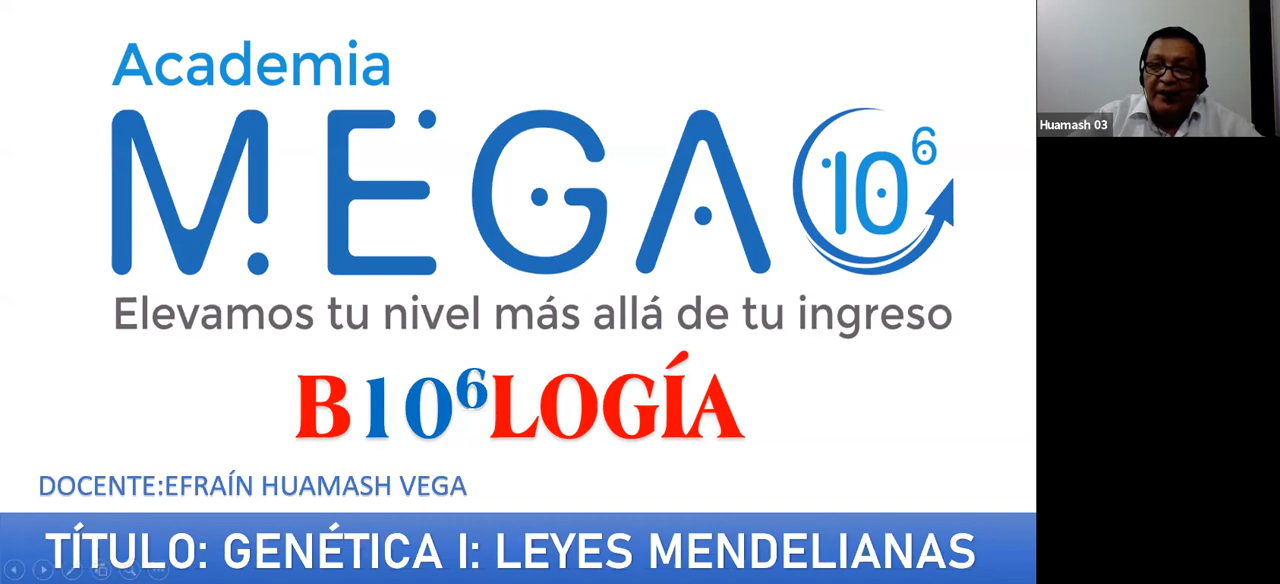 Academia
MEGA 10⁶
Elevamos tu nivel más allá de tu ingreso
B10⁶LOGÍA
DOCENTE:EFRAÍN HUAMASH VEGA
TÍTULO: GENÉTICA I: LEYES MENDELIANAS
Huamash 03